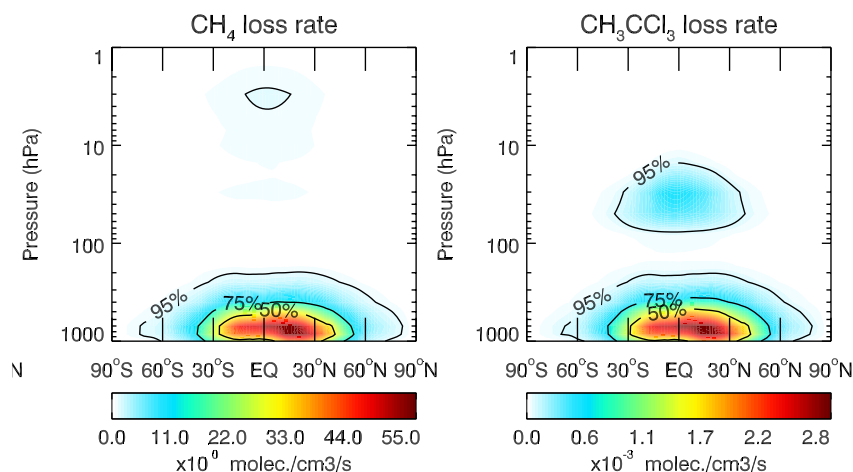 CH₄ loss rate
CH₃CCl₃ loss rate
Pressure (hPa)
1
10
100
1000
95%
75% 50%
90°S 60°S 30°S EQ 30°N 60°N 90°N
0.0 11.0 22.0 33.0 44.0 55.0
x10⁰ molec./cm3/s
Pressure (hPa)
1
10
100
1000
95%
95%
75%
50%
90°S 60°S 30°S EQ 30°N 60°N 90°N
0.0 0.6 1.1 1.7 2.2 2.8
x10⁻³ molec./cm3/s
N